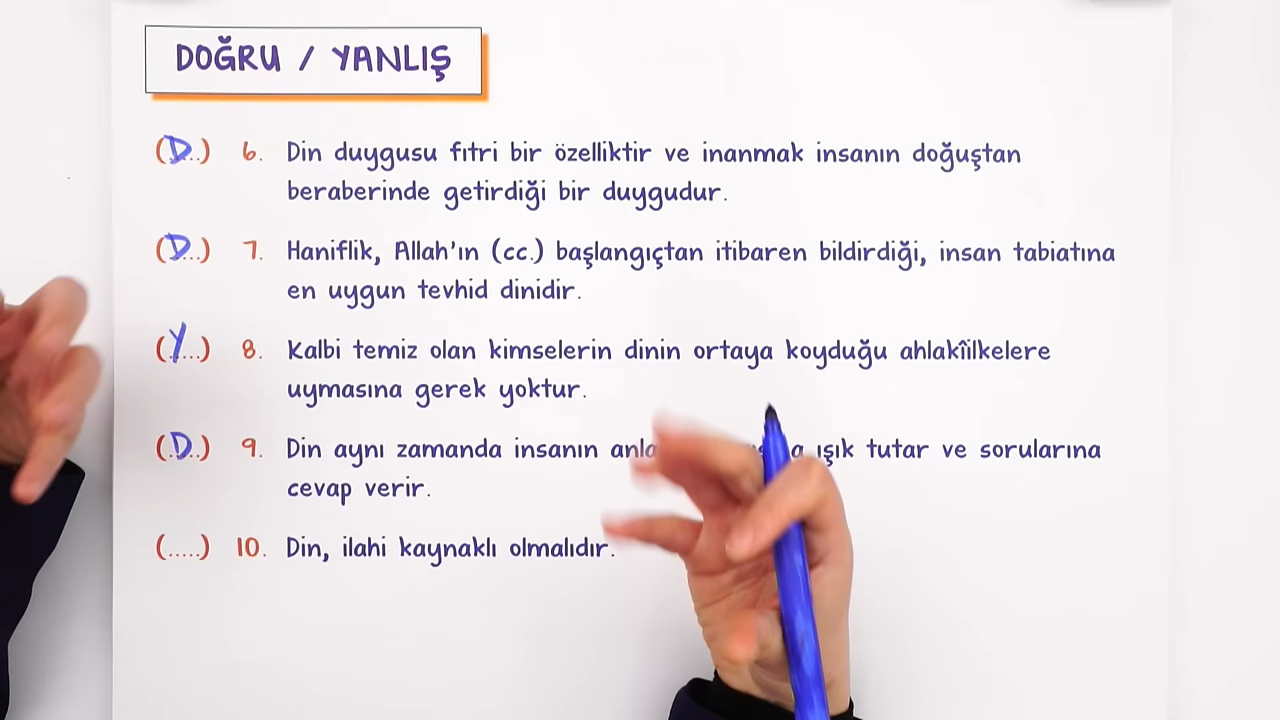 DOĞRU / YANLIŞ
(D..) 6. Din duygusu fıtri bir özelliktir ve inanmak insanın doğuştan
beraberinde getirdiği bir duygudur.
(D..) 7. Haniflik, Allah'ın (cc.) başlangıçtan itibaren bildirdiği, insan tabiatına
en uygun tevhid dinidir.
(Y...) 8. Kalbi temiz olan kimselerin dinin ortaya koyduğu ahlakîilkelere
uymasına gerek yoktur.
(.D.) 9. Din aynı zamanda insanın ışık tutar ve sorularına
cevap verir.
(.....) 10. Din, ilahi kaynaklı olmalıdır.